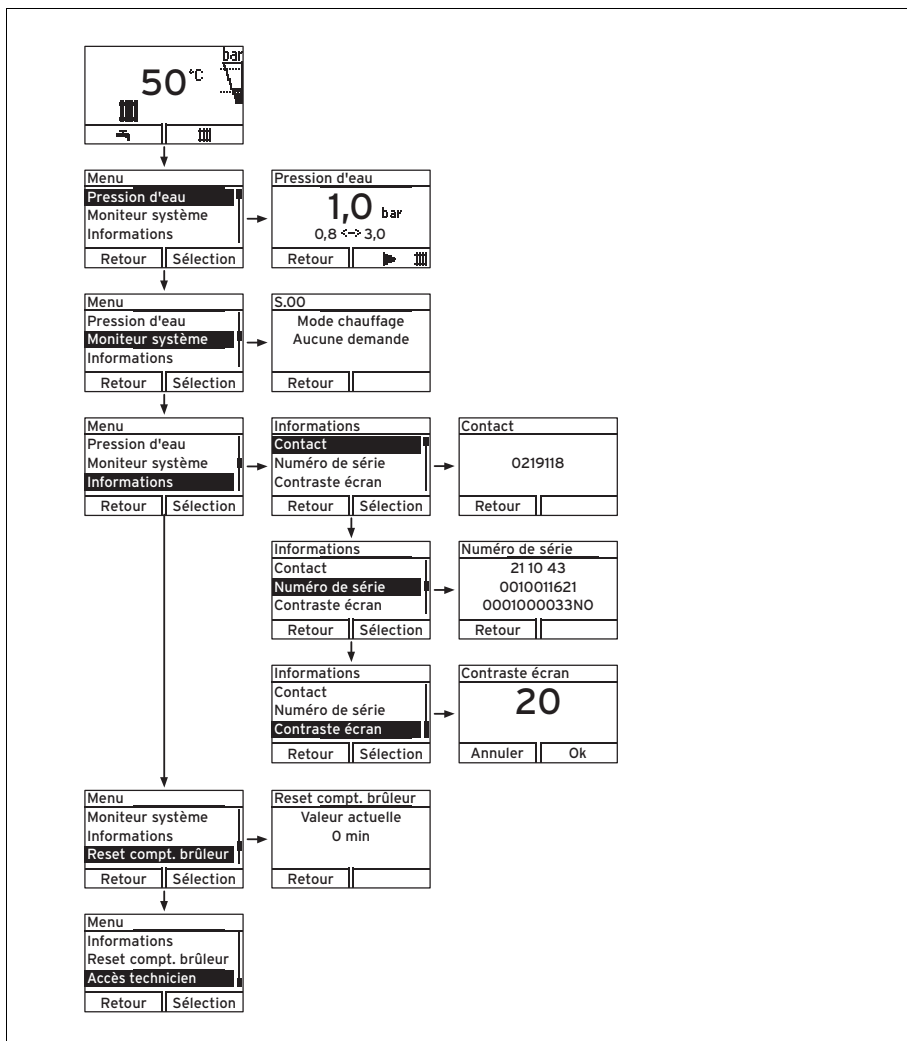 bar
50 °C
Menu
Pression d'eau
Moniteur système
Informations
Retour Sélection
Pression d'eau
1,0 bar
0,8 <-> 3,0
Retour
Menu
Pression d'eau
Moniteur système
Informations
Retour Sélection
S.00
Mode chauffage
Aucune demande
Retour
Menu
Pression d'eau
Moniteur système
Informations
Retour Sélection
Informations
Contact
Numéro de série
Contraste écran
Retour Sélection
Contact
0219118
Retour
Informations
Contact
Numéro de série
Contraste écran
Retour Sélection
Numéro de série
21 10 43
0010011621
0001000033N0
Retour
Informations
Contact
Numéro de série
Contraste écran
Retour Sélection
Contraste écran
20
Annuler Ok
Menu
Moniteur système
Informations
Reset compt. brûleur
Retour Sélection
Reset compt. brûleur
Valeur actuelle
0 min
Retour
Menu
Informations
Reset compt. brûleur
Accès technicien
Retour Sélection